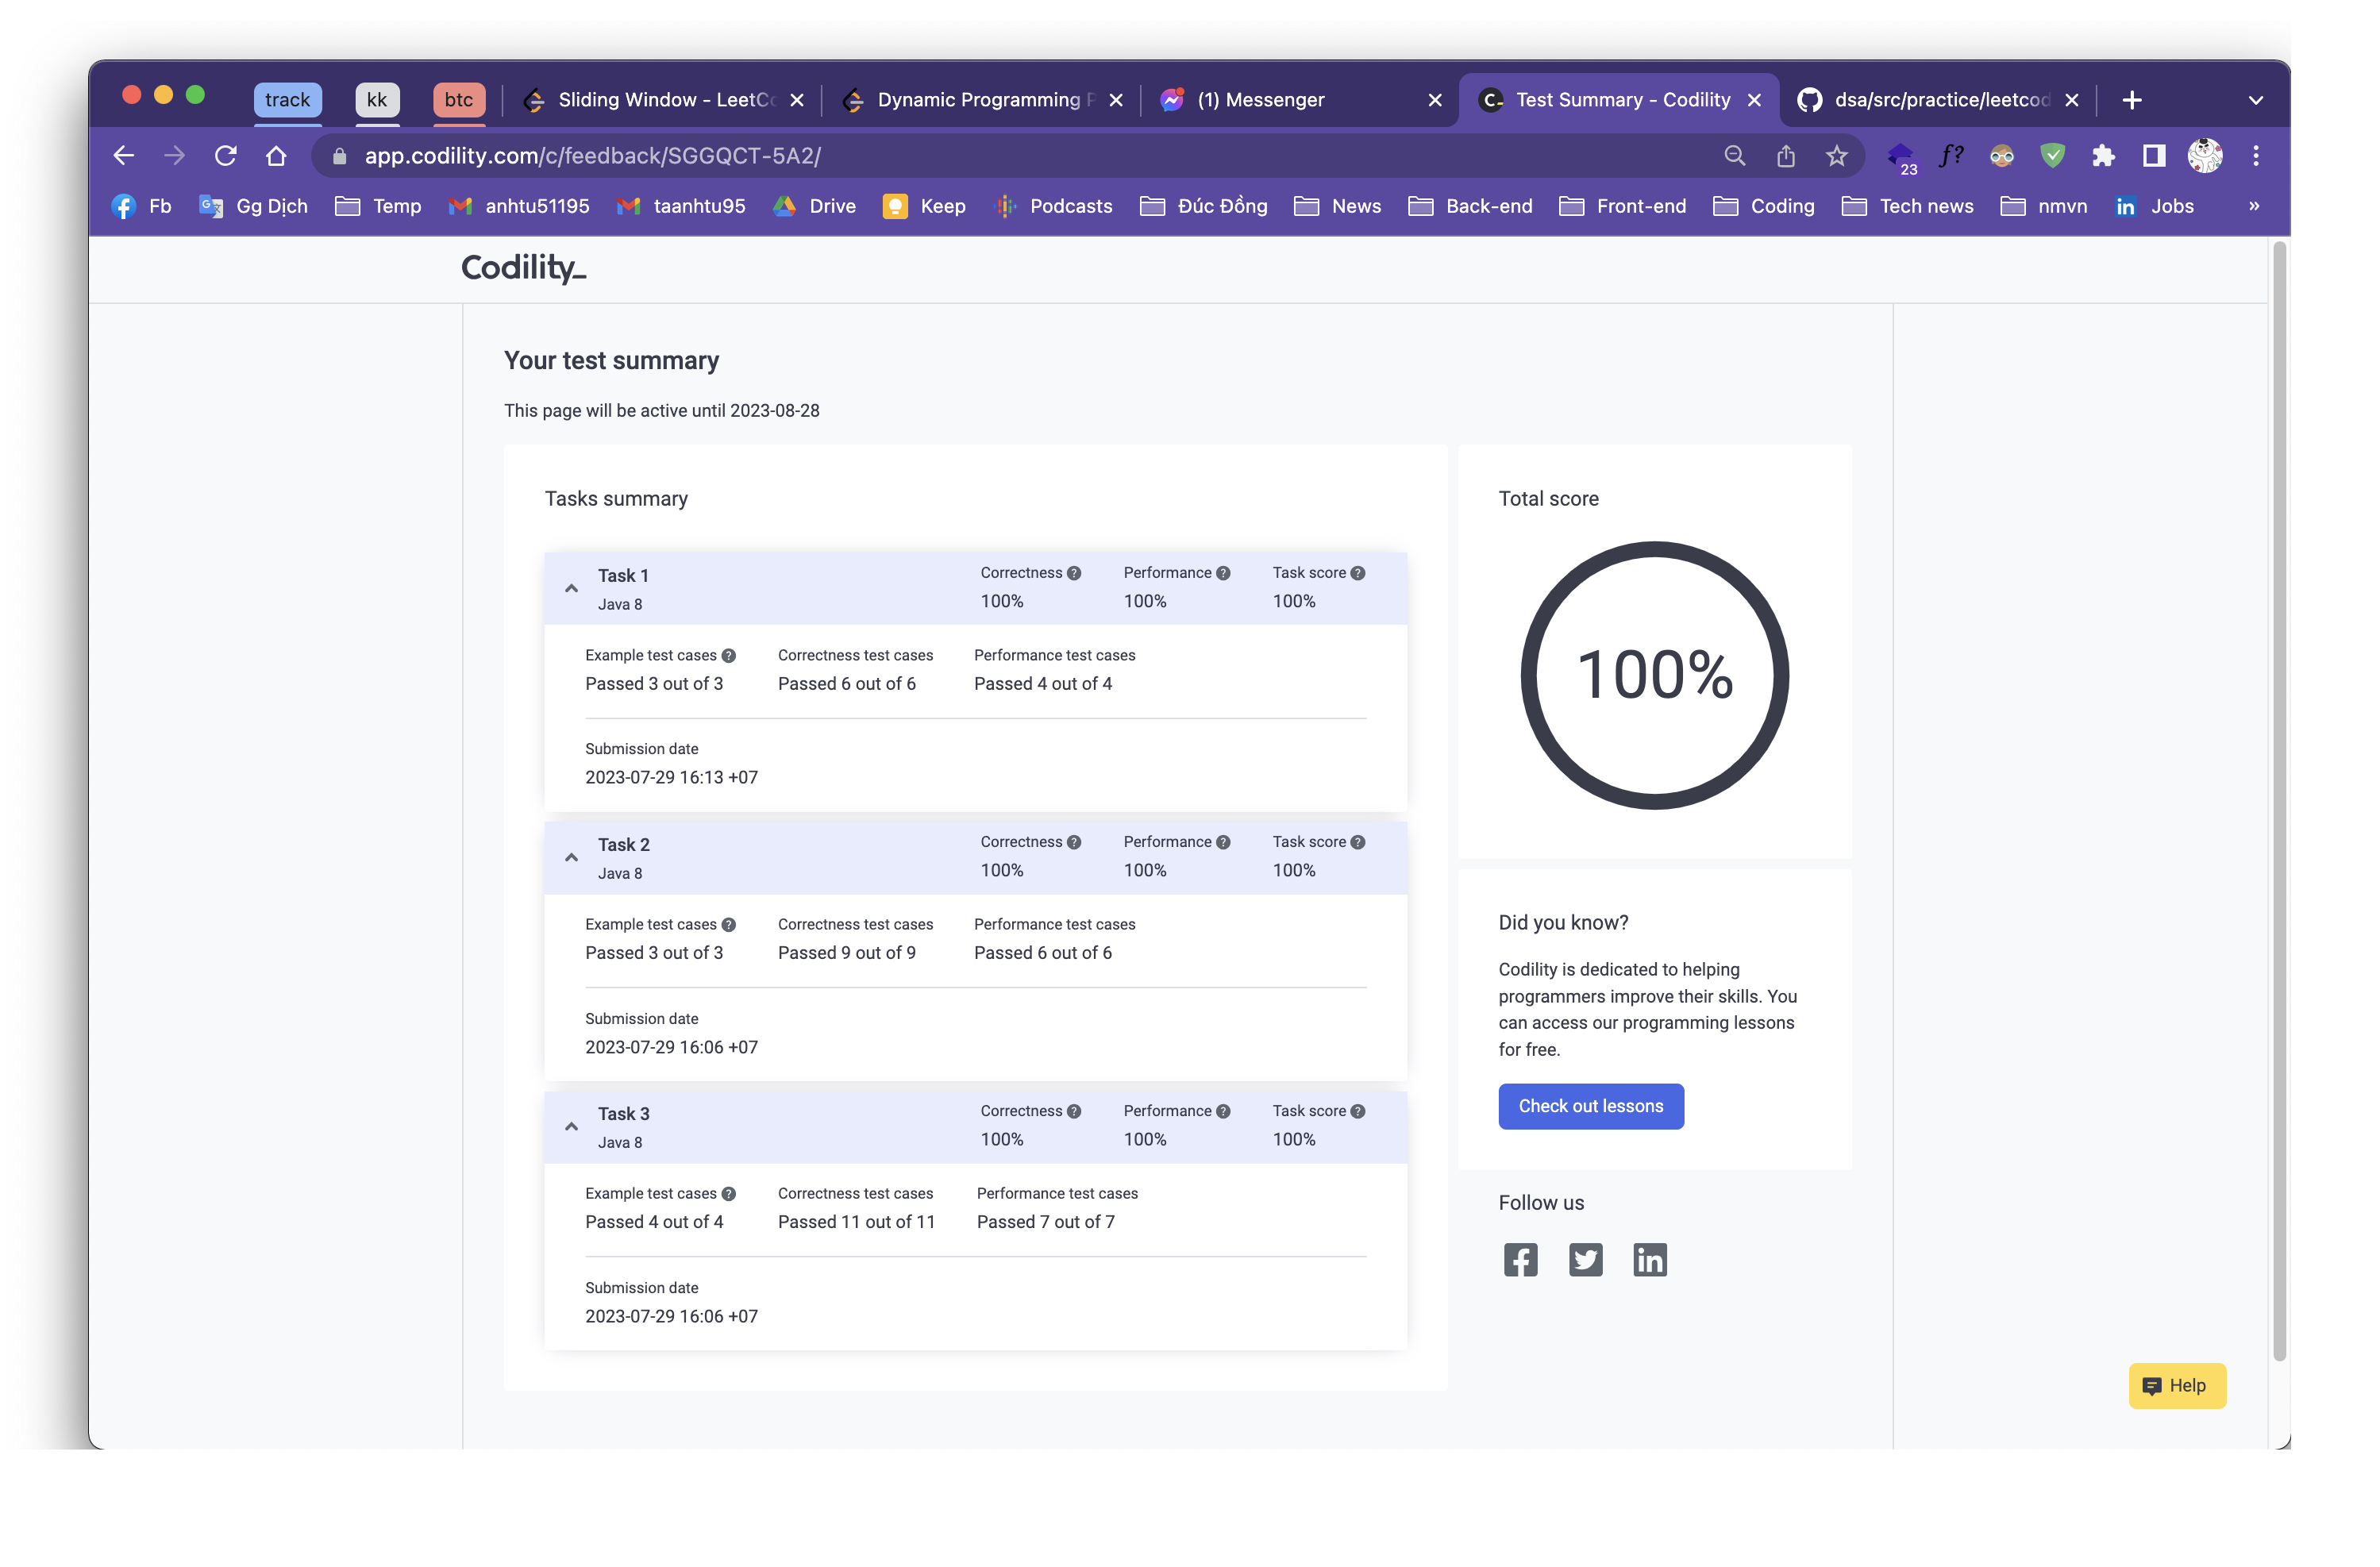 track kk btc Sliding Window - LeetCo Dynamic Programming P (1) Messenger Test Summary - Codility dsa/src/practice/leetcod
app.codility.com/c/feedback/SGGQCT-5A2/ f? 23
Fb Gg Dịch Temp anhtu51195 taanhtu95 Drive Keep Podcasts Đúc Đồng News Back-end Front-end Coding Tech news nmvn Jobs »
Codility_
Your test summary
This page will be active until 2023-08-28
Tasks summary
Task 1 Correctness ? Performance ? Task score ?
Java 8 100% 100% 100%
Example test cases ? Correctness test cases Performance test cases
Passed 3 out of 3 Passed 6 out of 6 Passed 4 out of 4
Submission date
2023-07-29 16:13 +07
Task 2 Correctness ? Performance ? Task score ?
Java 8 100% 100% 100%
Example test cases ? Correctness test cases Performance test cases
Passed 3 out of 3 Passed 9 out of 9 Passed 6 out of 6
Submission date
2023-07-29 16:06 +07
Task 3 Correctness ? Performance ? Task score ?
Java 8 100% 100% 100%
Example test cases ? Correctness test cases Performance test cases
Passed 4 out of 4 Passed 11 out of 11 Passed 7 out of 7
Submission date
2023-07-29 16:06 +07
Total score
100%
Did you know?
Codility is dedicated to helping
programmers improve their skills. You
can access our programming lessons
for free.
Check out lessons
Follow us
Help